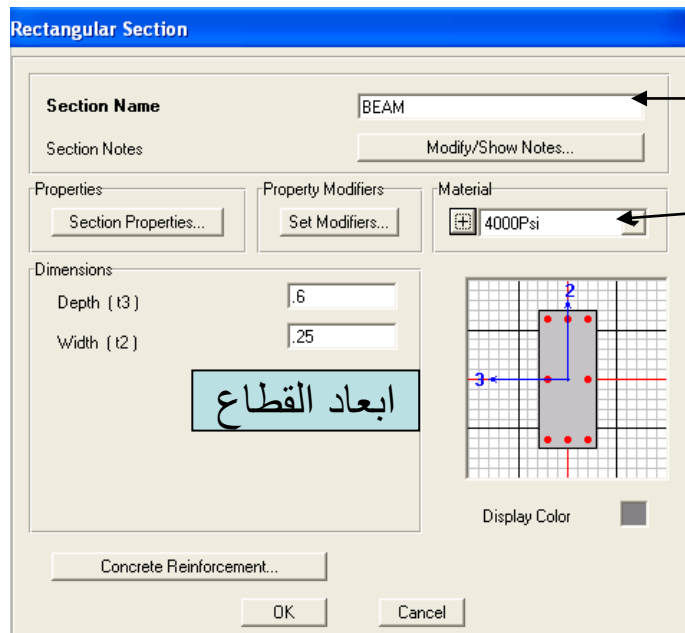 Rectangular Section
Section Name
BEAM
Section Notes
Modify/Show Notes...
Properties
Property Modifiers
Material
Section Properties...
Set Modifiers...
4000Psi
Dimensions
Depth ( t3 )
.6
Width ( t2 )
.25
2
3
ابعاد القطاع
Display Color
Concrete Reinforcement...
OK
Cancel